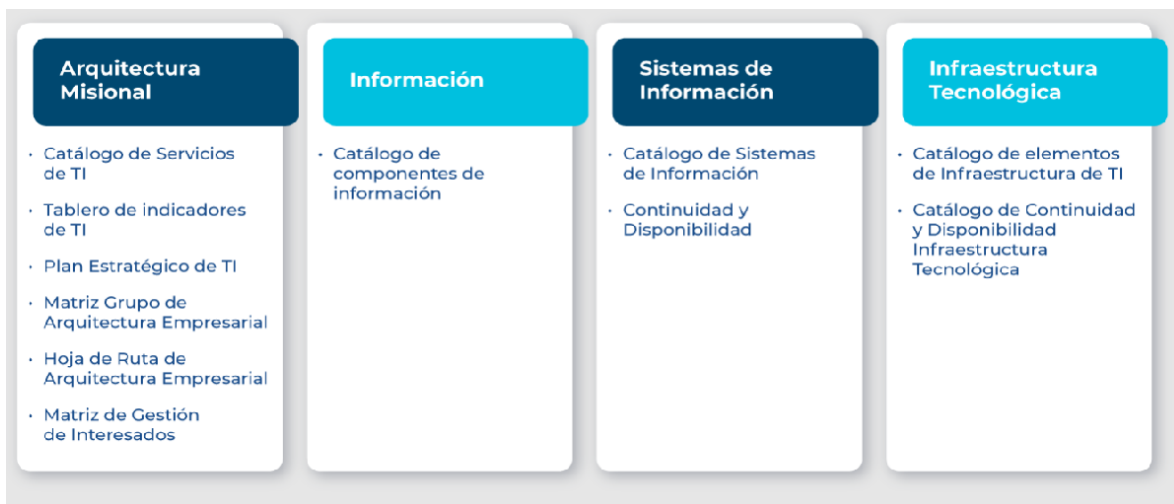 Arquitectura
Misional
· Catálogo de Servicios
de TI
· Tablero de indicadores
de TI
· Plan Estratégico de TI
· Matriz Grupo de
Arquitectura Empresarial
· Hoja de Ruta de
Arquitectura Empresarial
· Matriz de Gestión
de Interesados
Información
· Catálogo de
componentes de
información
Sistemas de
Información
· Catálogo de Sistemas
de Información
· Continuidad y
Disponibilidad
Infraestructura
Tecnológica
· Catálogo de elementos
de Infraestructura de TI
· Catálogo de Continuidad
y Disponibilidad
Infraestructura
Tecnológica